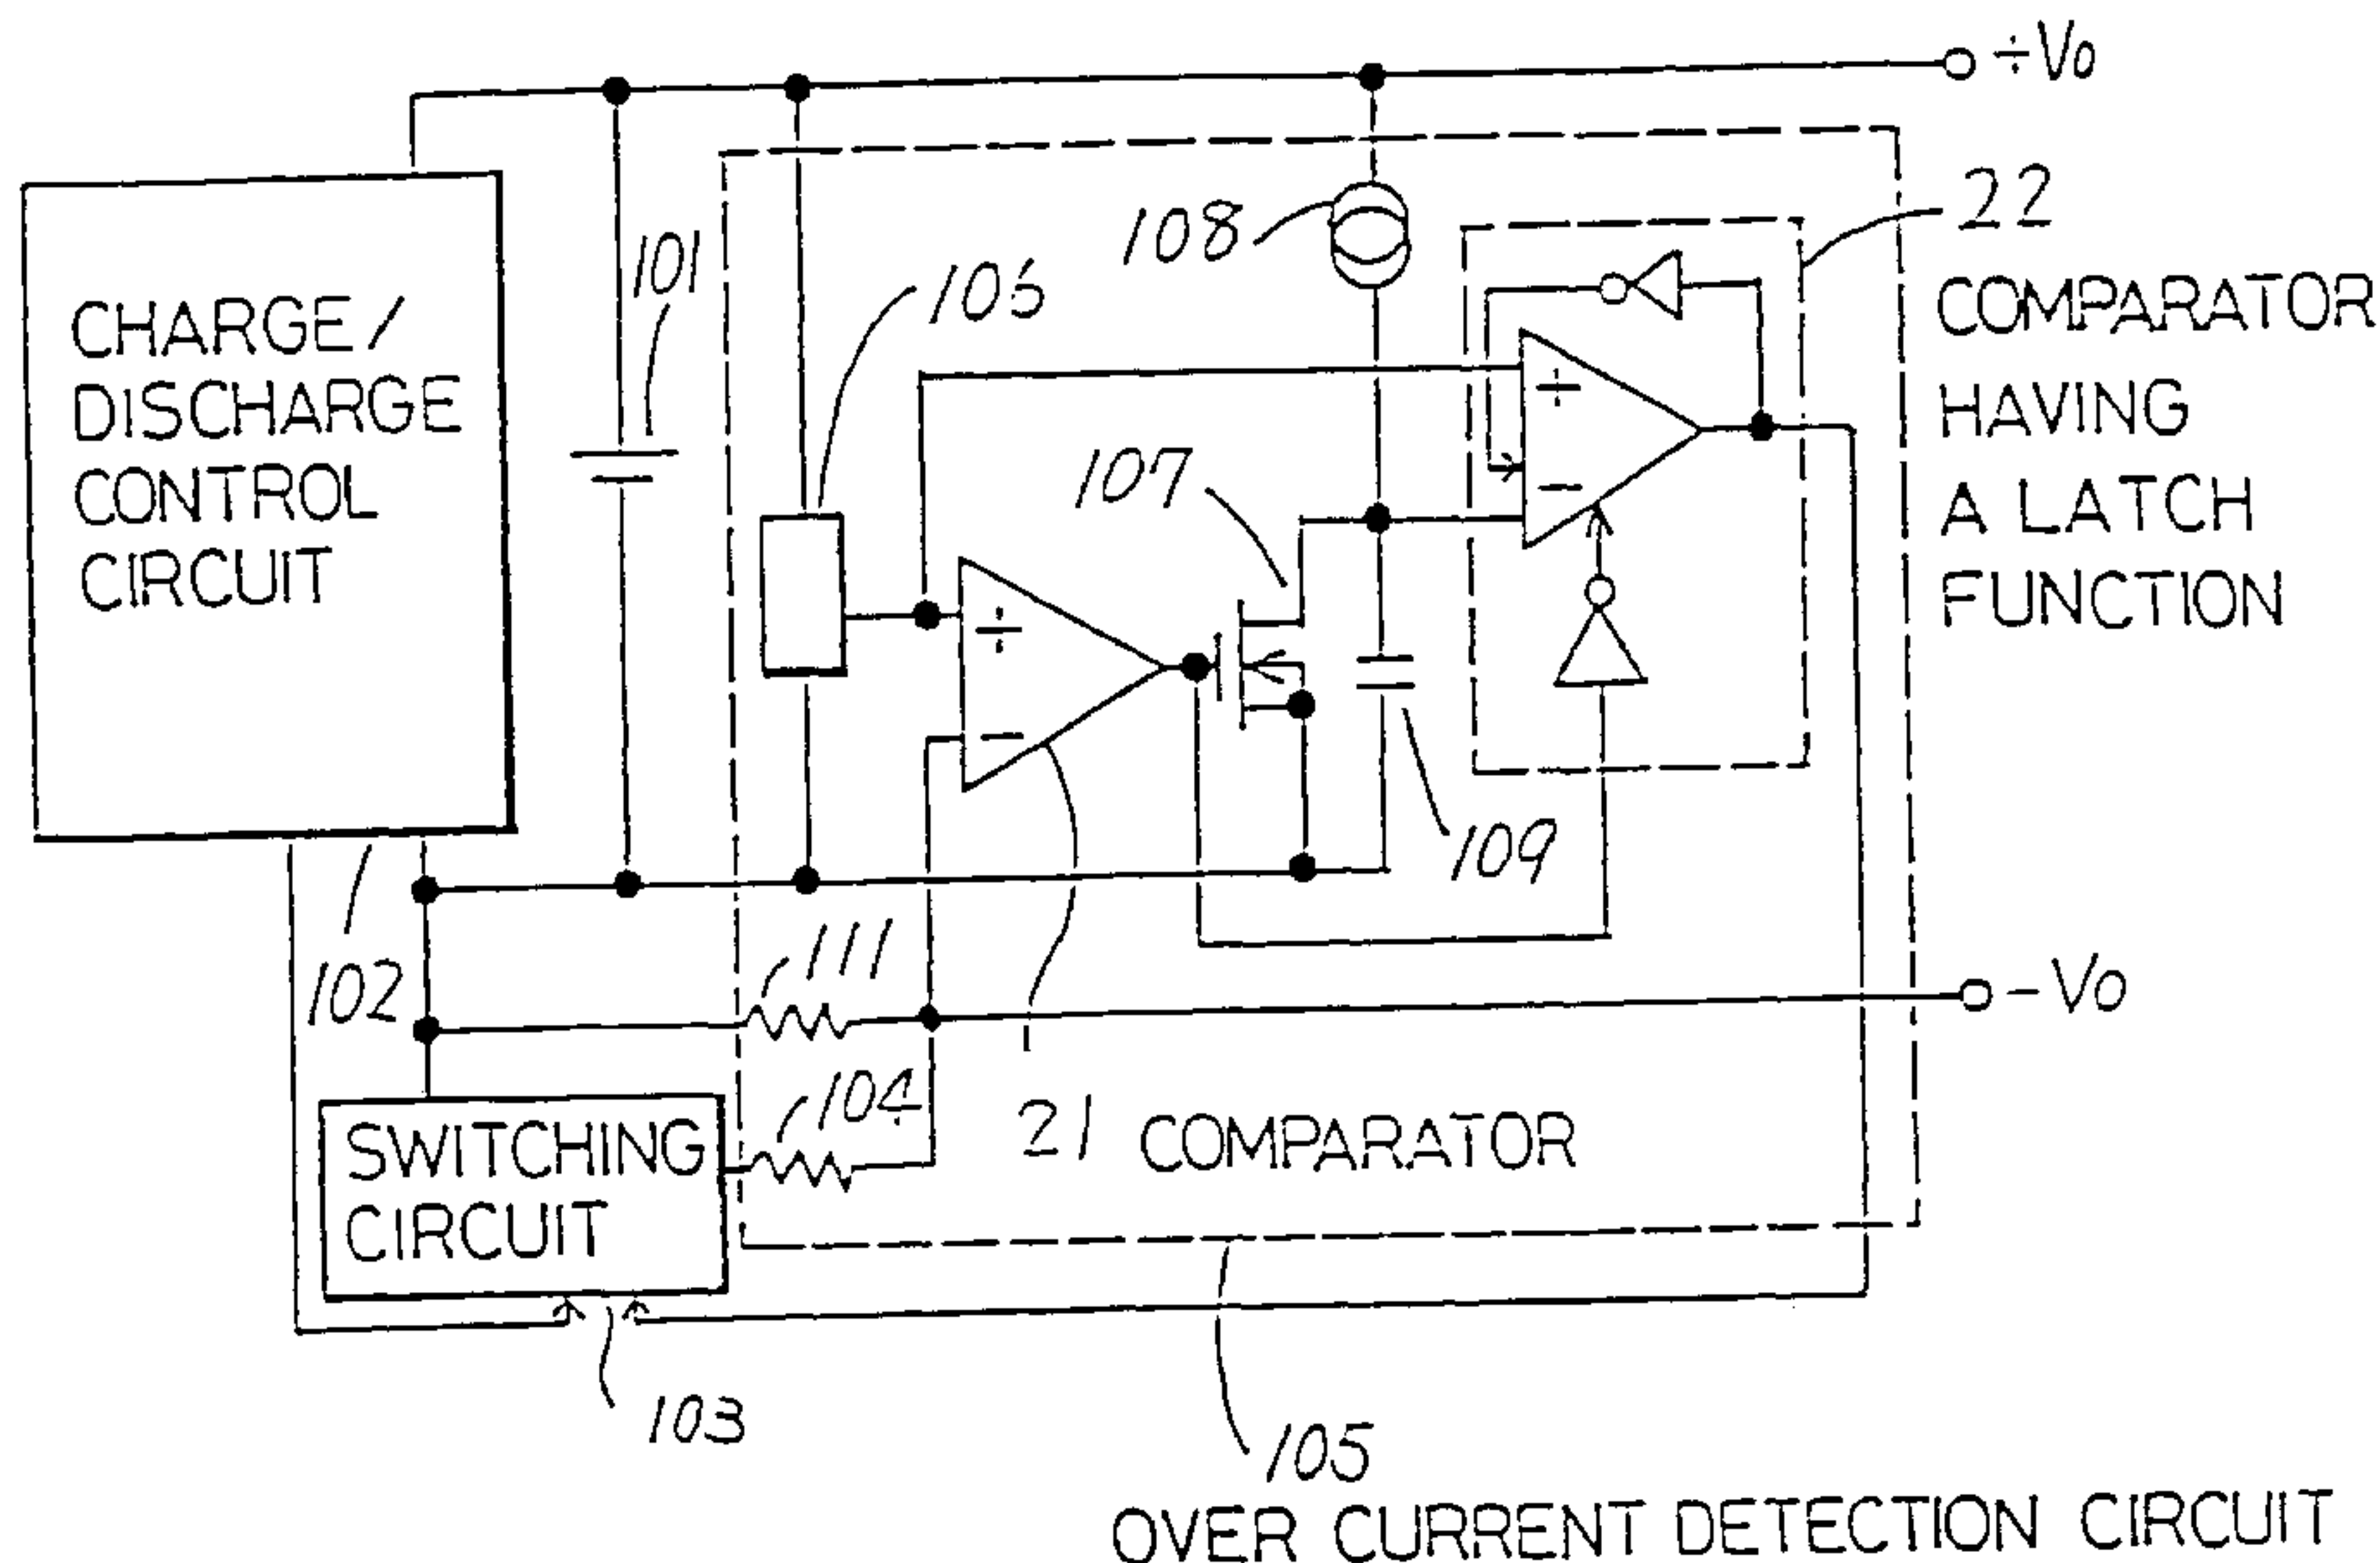 ÷Vo
22
108
101
106
CHARGE /
DISCHARGE
CONTROL
CIRCUIT
COMPARATOR
HAVING
A LATCH
FUNCTION
÷
−
107
÷
−
109
102
111
−Vo
104
21 COMPARATOR
SWITCHING
CIRCUIT
103
105
OVER CURRENT DETECTION CIRCUIT